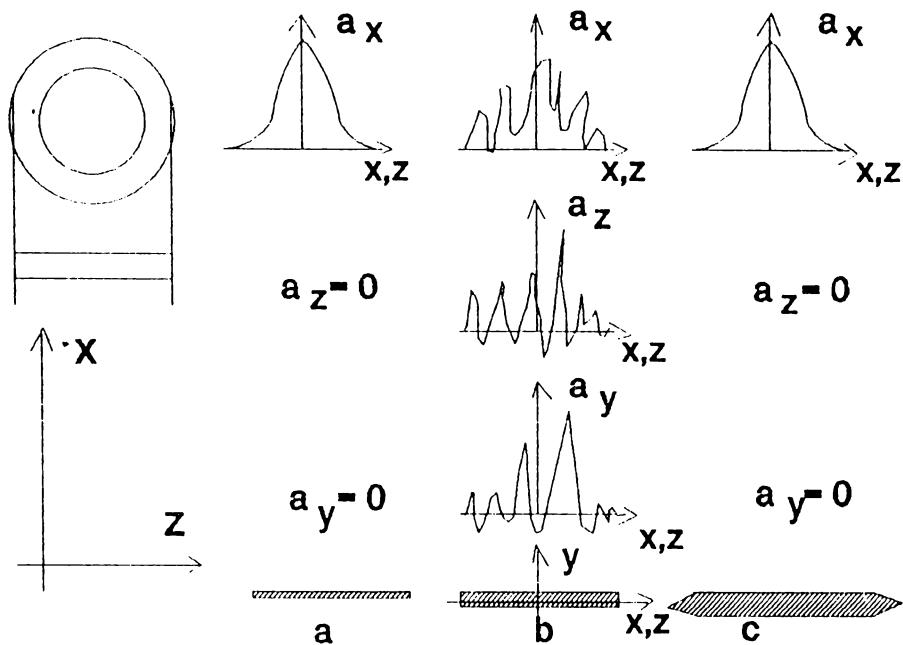 a x a x a x
x,z x,z x,z
a z
a z = 0 a z = 0
x,z
x
a y
a y = 0 a y = 0
z x,z
y
x,z
a b c